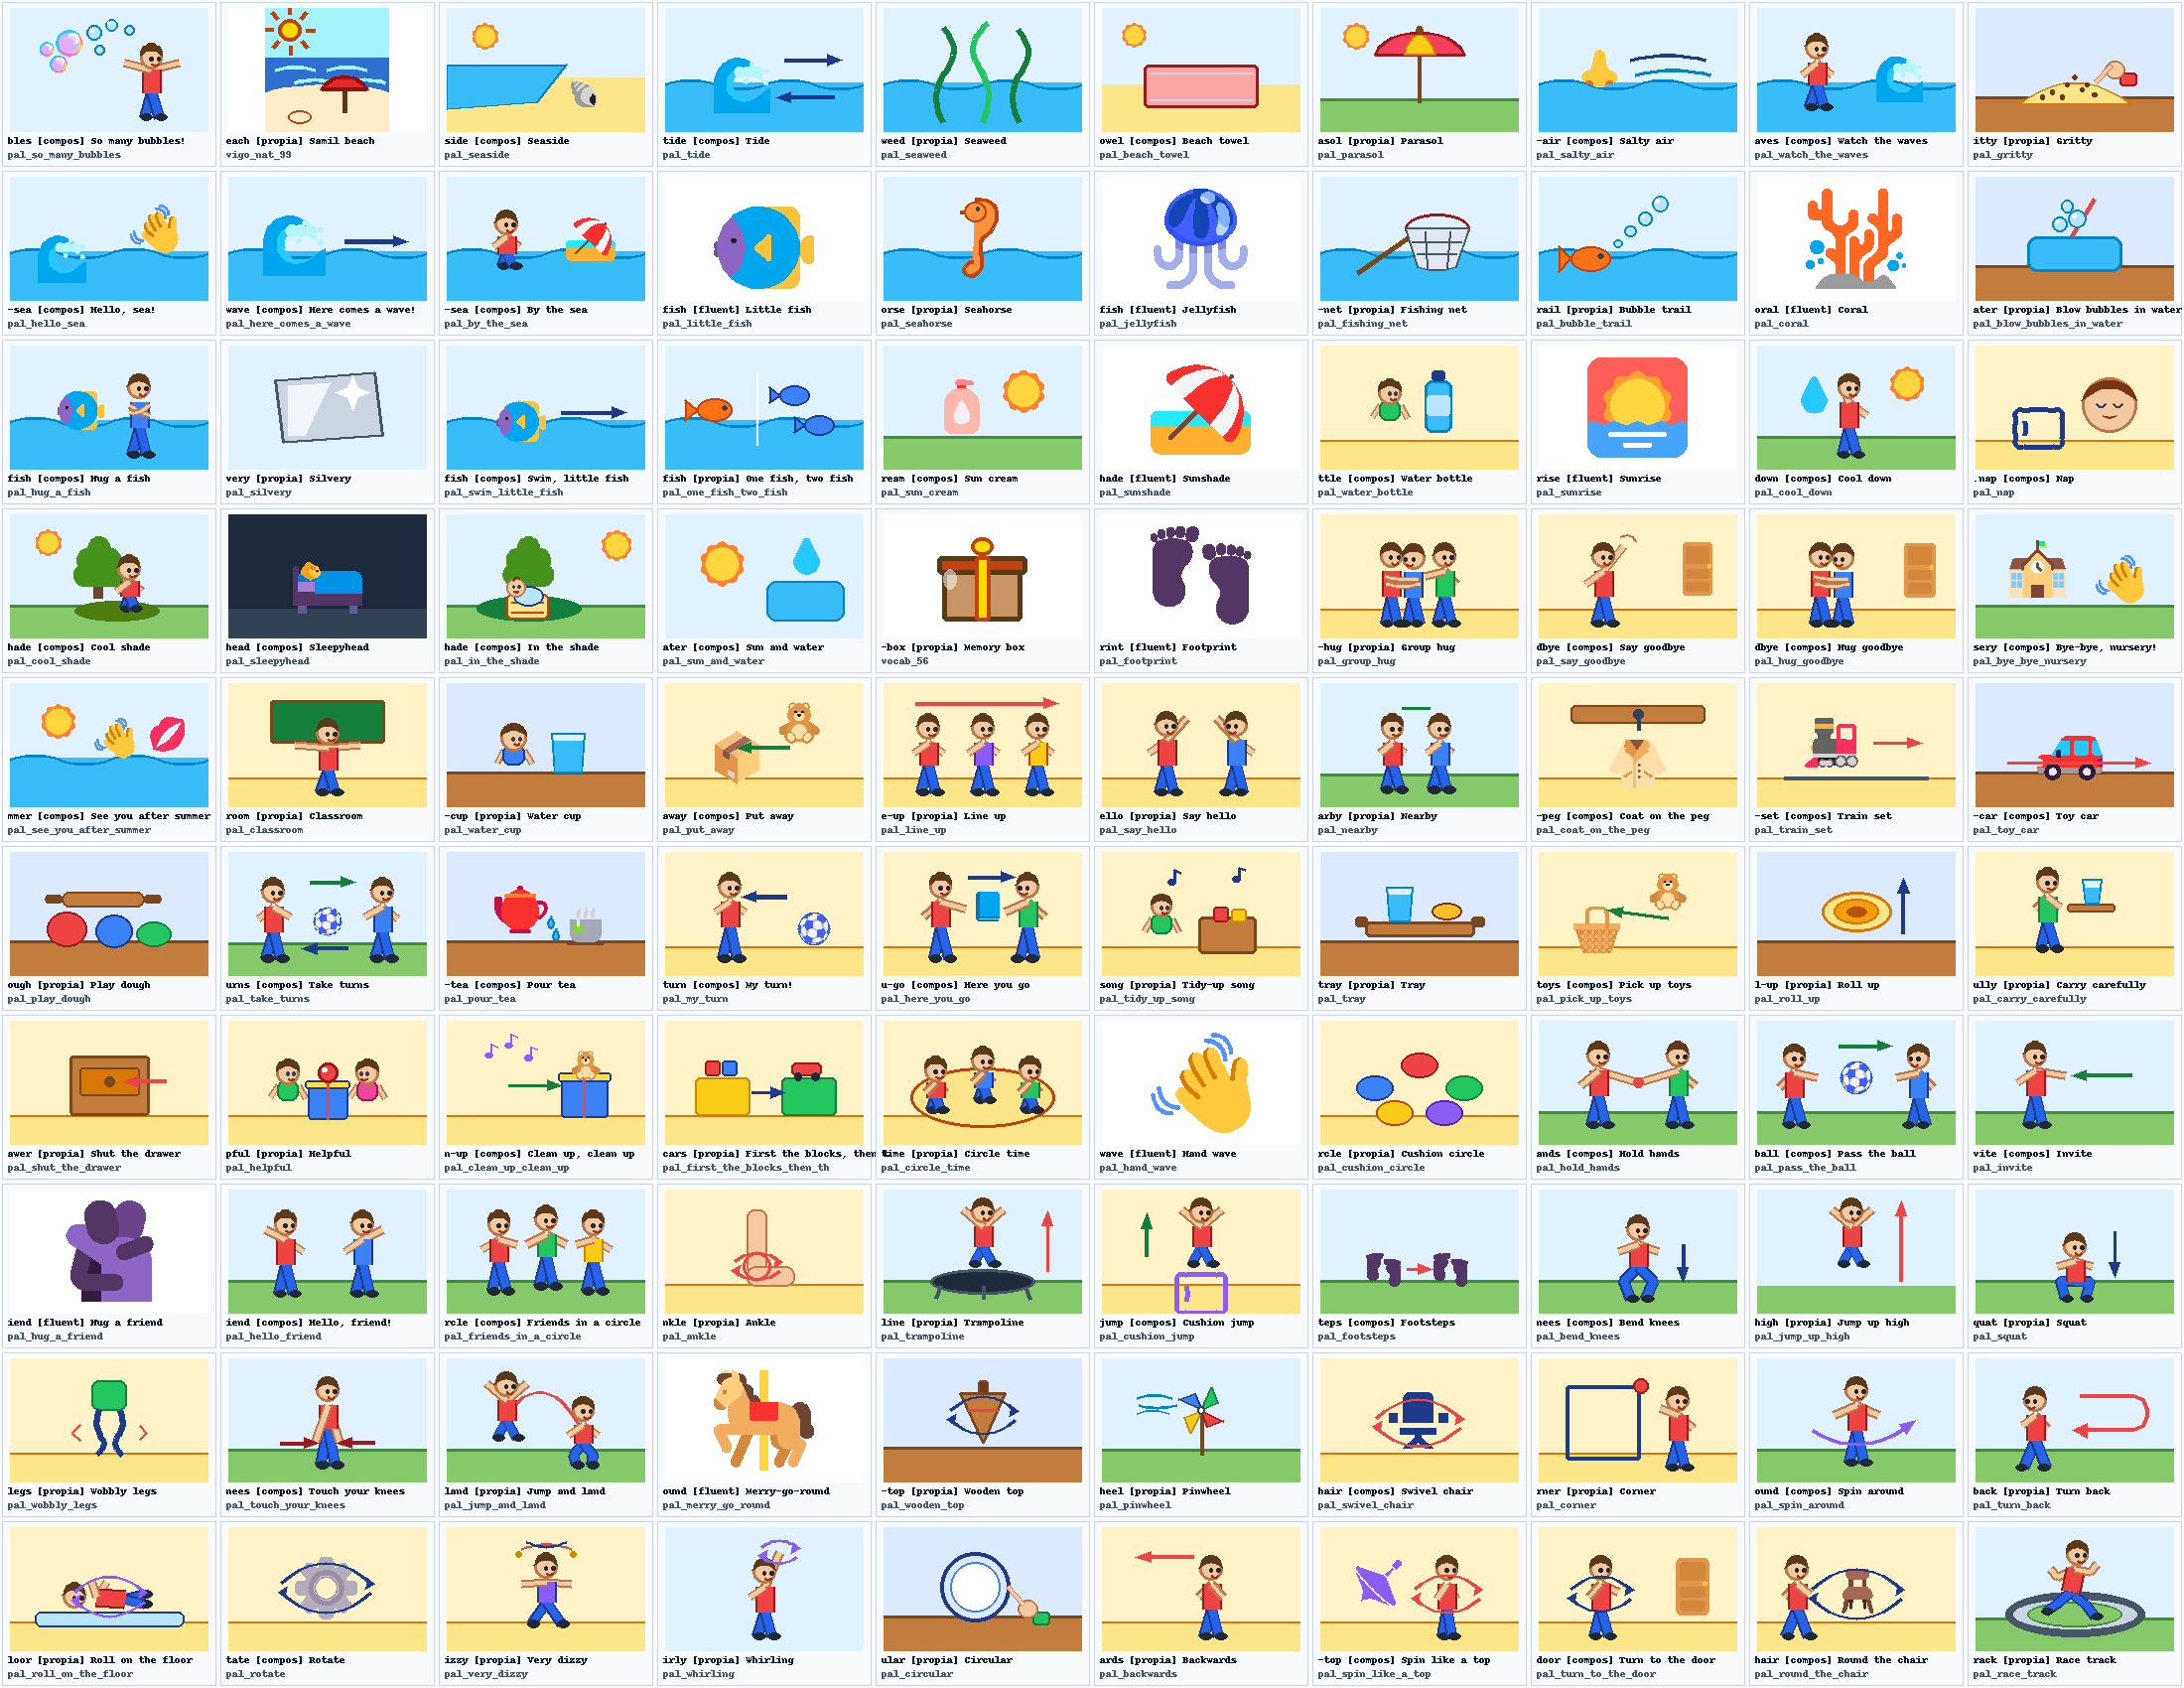 bles [compos] So many bubbles!
pal_so_many_bubbles
each [propia] Samil beach
vigo_nat_99
side [compos] Seaside
pal_seaside
tide [compos] Tide
pal_tide
weed [propia] Seaweed
pal_seaweed
owel [compos] Beach towel
pal_beach_towel
asol [propia] Parasol
pal_parasol
-air [compos] Salty air
pal_salty_air
aves [compos] Watch the waves
pal_watch_the_waves
itty [propia] Gritty
pal_gritty
-sea [compos] Hello, sea!
pal_hello_sea
wave [compos] Here comes a wave!
pal_here_comes_a_wave
-sea [compos] By the sea
pal_by_the_sea
fish [fluent] Little fish
pal_little_fish
orse [propia] Seahorse
pal_seahorse
fish [fluent] Jellyfish
pal_jellyfish
-net [propia] Fishing net
pal_fishing_net
rail [propia] Bubble trail
pal_bubble_trail
oral [fluent] Coral
pal_coral
ater [propia] Blow bubbles in water
pal_blow_bubbles_in_water
fish [compos] Hug a fish
pal_hug_a_fish
very [propia] Silvery
pal_silvery
fish [compos] Swim, little fish
pal_swim_little_fish
fish [propia] One fish, two fish
pal_one_fish_two_fish
ream [compos] Sun cream
pal_sun_cream
hade [fluent] Sunshade
pal_sunshade
ttle [compos] Water bottle
pal_water_bottle
rise [fluent] Sunrise
pal_sunrise
down [compos] Cool down
pal_cool_down
.nap [compos] Nap
pal_nap
hade [compos] Cool shade
pal_cool_shade
head [compos] Sleepyhead
pal_sleepyhead
hade [compos] In the shade
pal_in_the_shade
ater [compos] Sun and water
pal_sun_and_water
-box [propia] Memory box
vocab_56
rint [fluent] Footprint
pal_footprint
-hug [propia] Group hug
pal_group_hug
dbye [compos] Say goodbye
pal_say_goodbye
dbye [compos] Hug goodbye
pal_hug_goodbye
sery [compos] Bye-bye, nursery!
pal_bye_bye_nursery
mmer [compos] See you after summer
pal_see_you_after_summer
room [propia] Classroom
pal_classroom
-cup [propia] Water cup
pal_water_cup
away [compos] Put away
pal_put_away
e-up [propia] Line up
pal_line_up
ello [propia] Say hello
pal_say_hello
arby [propia] Nearby
pal_nearby
-peg [compos] Coat on the peg
pal_coat_on_the_peg
-set [compos] Train set
pal_train_set
-car [compos] Toy car
pal_toy_car
ough [propia] Play dough
pal_play_dough
urns [compos] Take turns
pal_take_turns
-tea [compos] Pour tea
pal_pour_tea
turn [compos] My turn!
pal_my_turn
u-go [compos] Here you go
pal_here_you_go
song [propia] Tidy-up song
pal_tidy_up_song
tray [propia] Tray
pal_tray
toys [compos] Pick up toys
pal_pick_up_toys
l-up [propia] Roll up
pal_roll_up
ully [propia] Carry carefully
pal_carry_carefully
awer [propia] Shut the drawer
pal_shut_the_drawer
pful [propia] Helpful
pal_helpful
n-up [compos] Clean up, clean up
pal_clean_up_clean_up
cars [propia] First the blocks, then
pal_first_the_blocks_then_th
time [propia] Circle time
pal_circle_time
wave [fluent] Hand wave
pal_hand_wave
rcle [propia] Cushion circle
pal_cushion_circle
ands [compos] Hold hands
pal_hold_hands
ball [compos] Pass the ball
pal_pass_the_ball
vite [compos] Invite
pal_invite
iend [fluent] Hug a friend
pal_hug_a_friend
iend [compos] Hello, friend!
pal_hello_friend
rcle [propia] Friends in a circle
pal_friends_in_a_circle
nkle [propia] Ankle
pal_ankle
line [propia] Trampoline
pal_trampoline
jump [compos] Cushion jump
pal_cushion_jump
teps [compos] Footsteps
pal_footsteps
nees [compos] Bend knees
pal_bend_knees
high [propia] Jump up high
pal_jump_up_high
quat [propia] Squat
pal_squat
legs [propia] Wobbly legs
pal_wobbly_legs
nees [compos] Touch your knees
pal_touch_your_knees
land [propia] Jump and land
pal_jump_and_land
ound [fluent] Merry-go-round
pal_merry_go_round
-top [propia] Wooden top
pal_wooden_top
heel [propia] Pinwheel
pal_pinwheel
hair [compos] Swivel chair
pal_swivel_chair
rner [propia] Corner
pal_corner
ound [compos] Spin around
pal_spin_around
back [propia] Turn back
pal_turn_back
loor [propia] Roll on the floor
pal_roll_on_the_floor
tate [compos] Rotate
pal_rotate
izzy [propia] Very dizzy
pal_very_dizzy
irly [propia] Whirling
pal_whirling
ular [propia] Circular
pal_circular
ards [propia] Backwards
pal_backwards
-top [compos] Spin like a top
pal_spin_like_a_top
door [compos] Turn to the door
pal_turn_to_the_door
hair [compos] Round the chair
pal_round_the_chair
rack [propia] Race track
pal_race_track